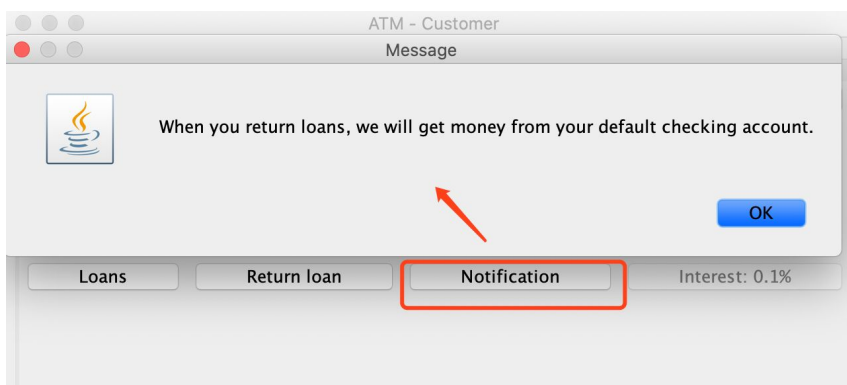 ATM - Customer
Message
When you return loans, we will get money from your default checking account.
OK
Loans
Return loan
Notification
Interest: 0.1%